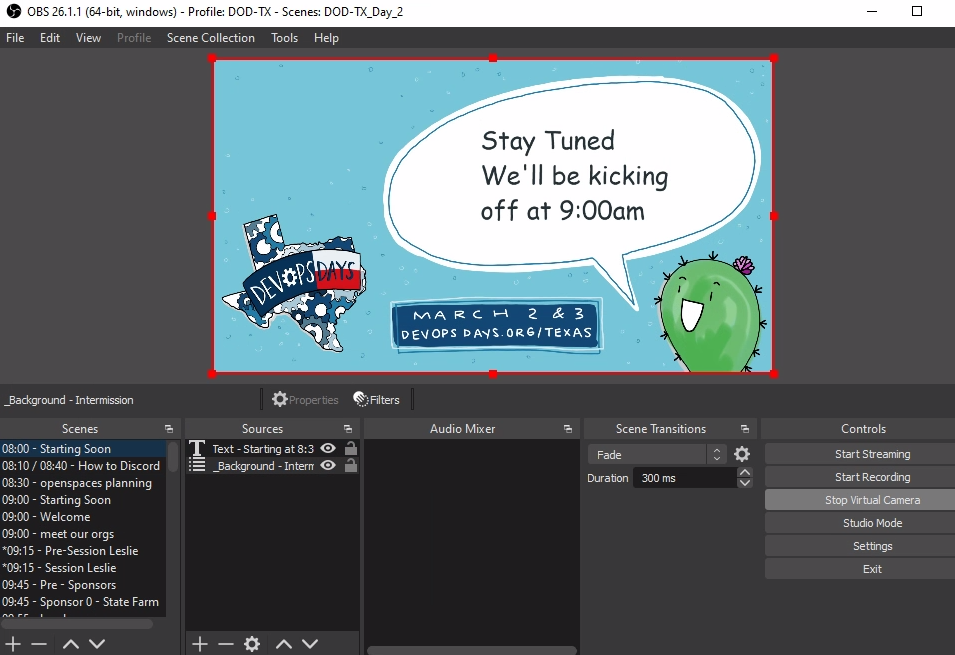 OBS 26.1.1 (64-bit, windows) - Profile: DOD-TX - Scenes: DOD-TX_Day_2
File Edit View Profile Scene Collection Tools Help
Stay Tuned
We'll be kicking
off at 9:00am
DEVOPS DAYS
MARCH 2 & 3
DEVOPSDAYS.ORG/TEXAS
_Background - Intermission
Properties
Filters
Scenes
08:00 - Starting Soon
08:10 / 08:40 - How to Discord
08:30 - openspaces planning
09:00 - Starting Soon
09:00 - Welcome
09:00 - meet our orgs
*09:15 - Pre-Session Leslie
*09:15 - Session Leslie
09:45 - Pre - Sponsors
09:45 - Sponsor 0 - State Farm
Sources
Text - Starting at 8:3
_Background - Interm
Audio Mixer
Scene Transitions
Fade
Duration 300 ms
Controls
Start Streaming
Start Recording
Stop Virtual Camera
Studio Mode
Settings
Exit